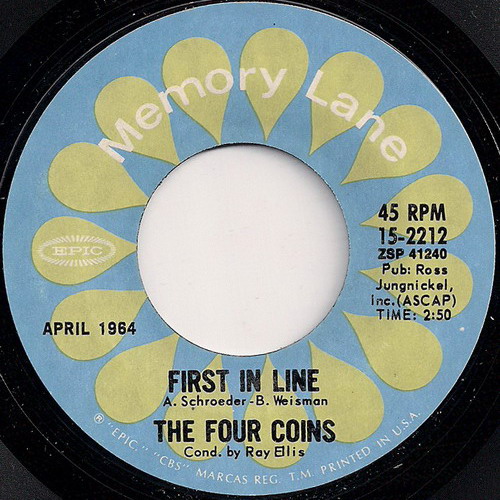 Memory Lane
EPIC
45 RPM
15-2212
ZSP 41240
Pub: Ross
Jungnickel,
Inc. (ASCAP)
TIME: 2:50
APRIL 1964
FIRST IN LINE
A. Schroeder - B. Weisman
THE FOUR COINS
Cond. by Ray Ellis
® "EPIC," "CBS" MARCAS REG. T.M. PRINTED IN U.S.A.